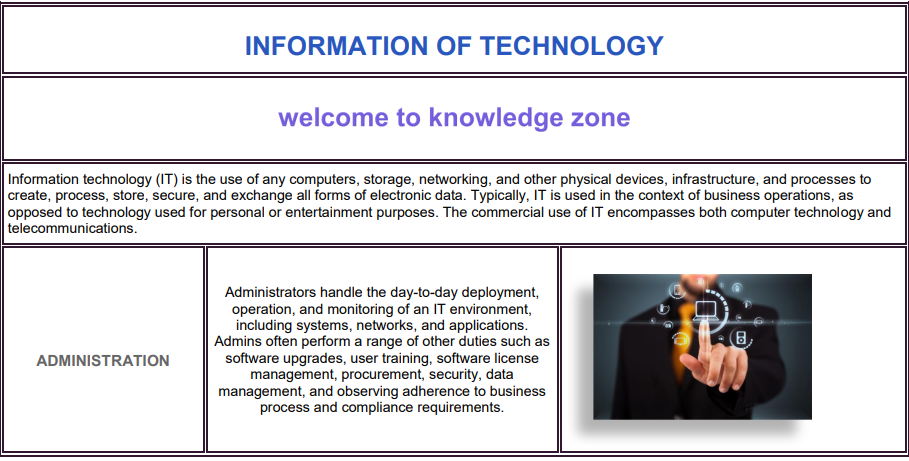 INFORMATION OF TECHNOLOGY
welcome to knowledge zone
Information technology (IT) is the use of any computers, storage, networking, and other physical devices, infrastructure, and processes to
create, process, store, secure, and exchange all forms of electronic data. Typically, IT is used in the context of business operations, as
opposed to technology used for personal or entertainment purposes. The commercial use of IT encompasses both computer technology and
telecommunications.
ADMINISTRATION
Administrators handle the day-to-day deployment,
operation, and monitoring of an IT environment,
including systems, networks, and applications.
Admins often perform a range of other duties such as
software upgrades, user training, software license
management, procurement, security, data
management, and observing adherence to business
process and compliance requirements.